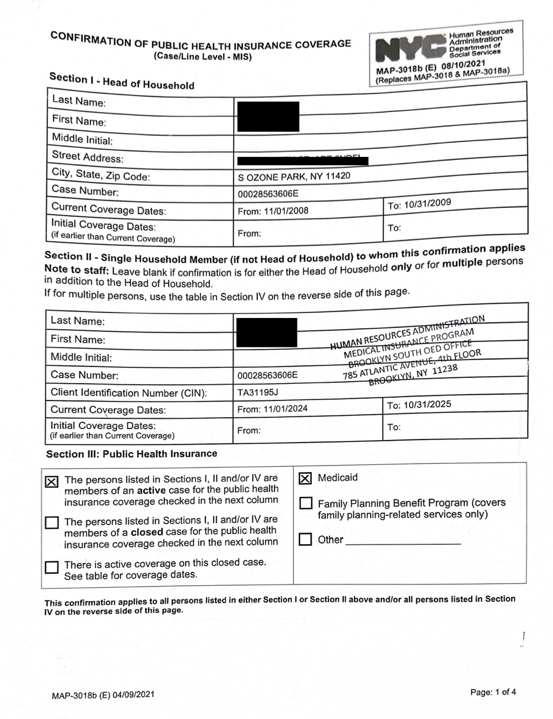 CONFIRMATION OF PUBLIC HEALTH INSURANCE COVERAGE
(Case/Line Level - MIS)
NYC Human Resources
Administration
Department of
Social Services
MAP-3018b (E) 08/10/2021
(Replaces MAP-3018 & MAP-3018a)
Section I - Head of Household
Last Name:
First Name:
Middle Initial:
Street Address:
City, State, Zip Code: S OZONE PARK, NY 11420
Case Number: 00028563606E
Current Coverage Dates: From: 11/01/2008 To: 10/31/2009
Initial Coverage Dates:
(if earlier than Current Coverage) From: To:
Section II - Single Household Member (if not Head of Household) to whom this confirmation applies
Note to staff: Leave blank if confirmation is for either the Head of Household only or for multiple persons
in addition to the Head of Household.
If for multiple persons, use the table in Section IV on the reverse side of this page.
Last Name:
First Name:
Middle Initial:
HUMAN RESOURCES ADMINISTRATION
MEDICAL INSURANCE PROGRAM
BROOKLYN SOUTH OED OFFICE
785 ATLANTIC AVENUE, 4th FLOOR
BROOKLYN, NY 11238
Case Number: 00028563606E
Client Identification Number (CIN): TA31195J
Current Coverage Dates: From: 11/01/2024 To: 10/31/2025
Initial Coverage Dates:
(if earlier than Current Coverage) From: To:
Section III: Public Health Insurance
The persons listed in Sections I, II and/or IV are
members of an active case for the public health
insurance coverage checked in the next column
The persons listed in Sections I, II and/or IV are
members of a closed case for the public health
insurance coverage checked in the next column
There is active coverage on this closed case.
See table for coverage dates.
Medicaid
Family Planning Benefit Program (covers
family planning-related services only)
Other
This confirmation applies to all persons listed in either Section I or Section II above and/or all persons listed in Section
IV on the reverse side of this page.
MAP-3018b (E) 04/09/2021
Page: 1 of 4